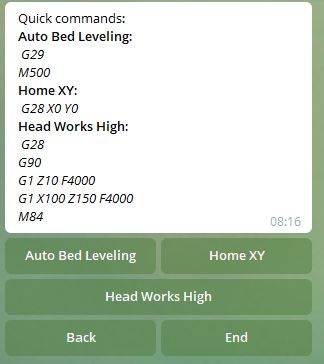 Quick commands:
Auto Bed Leveling:
G29
M500
Home XY:
G28 X0 Y0
Head Works High:
G28
G90
G1 Z10 F4000
G1 X100 Z150 F4000
M84
08:16
Auto Bed Leveling
Home XY
Head Works High
Back
End